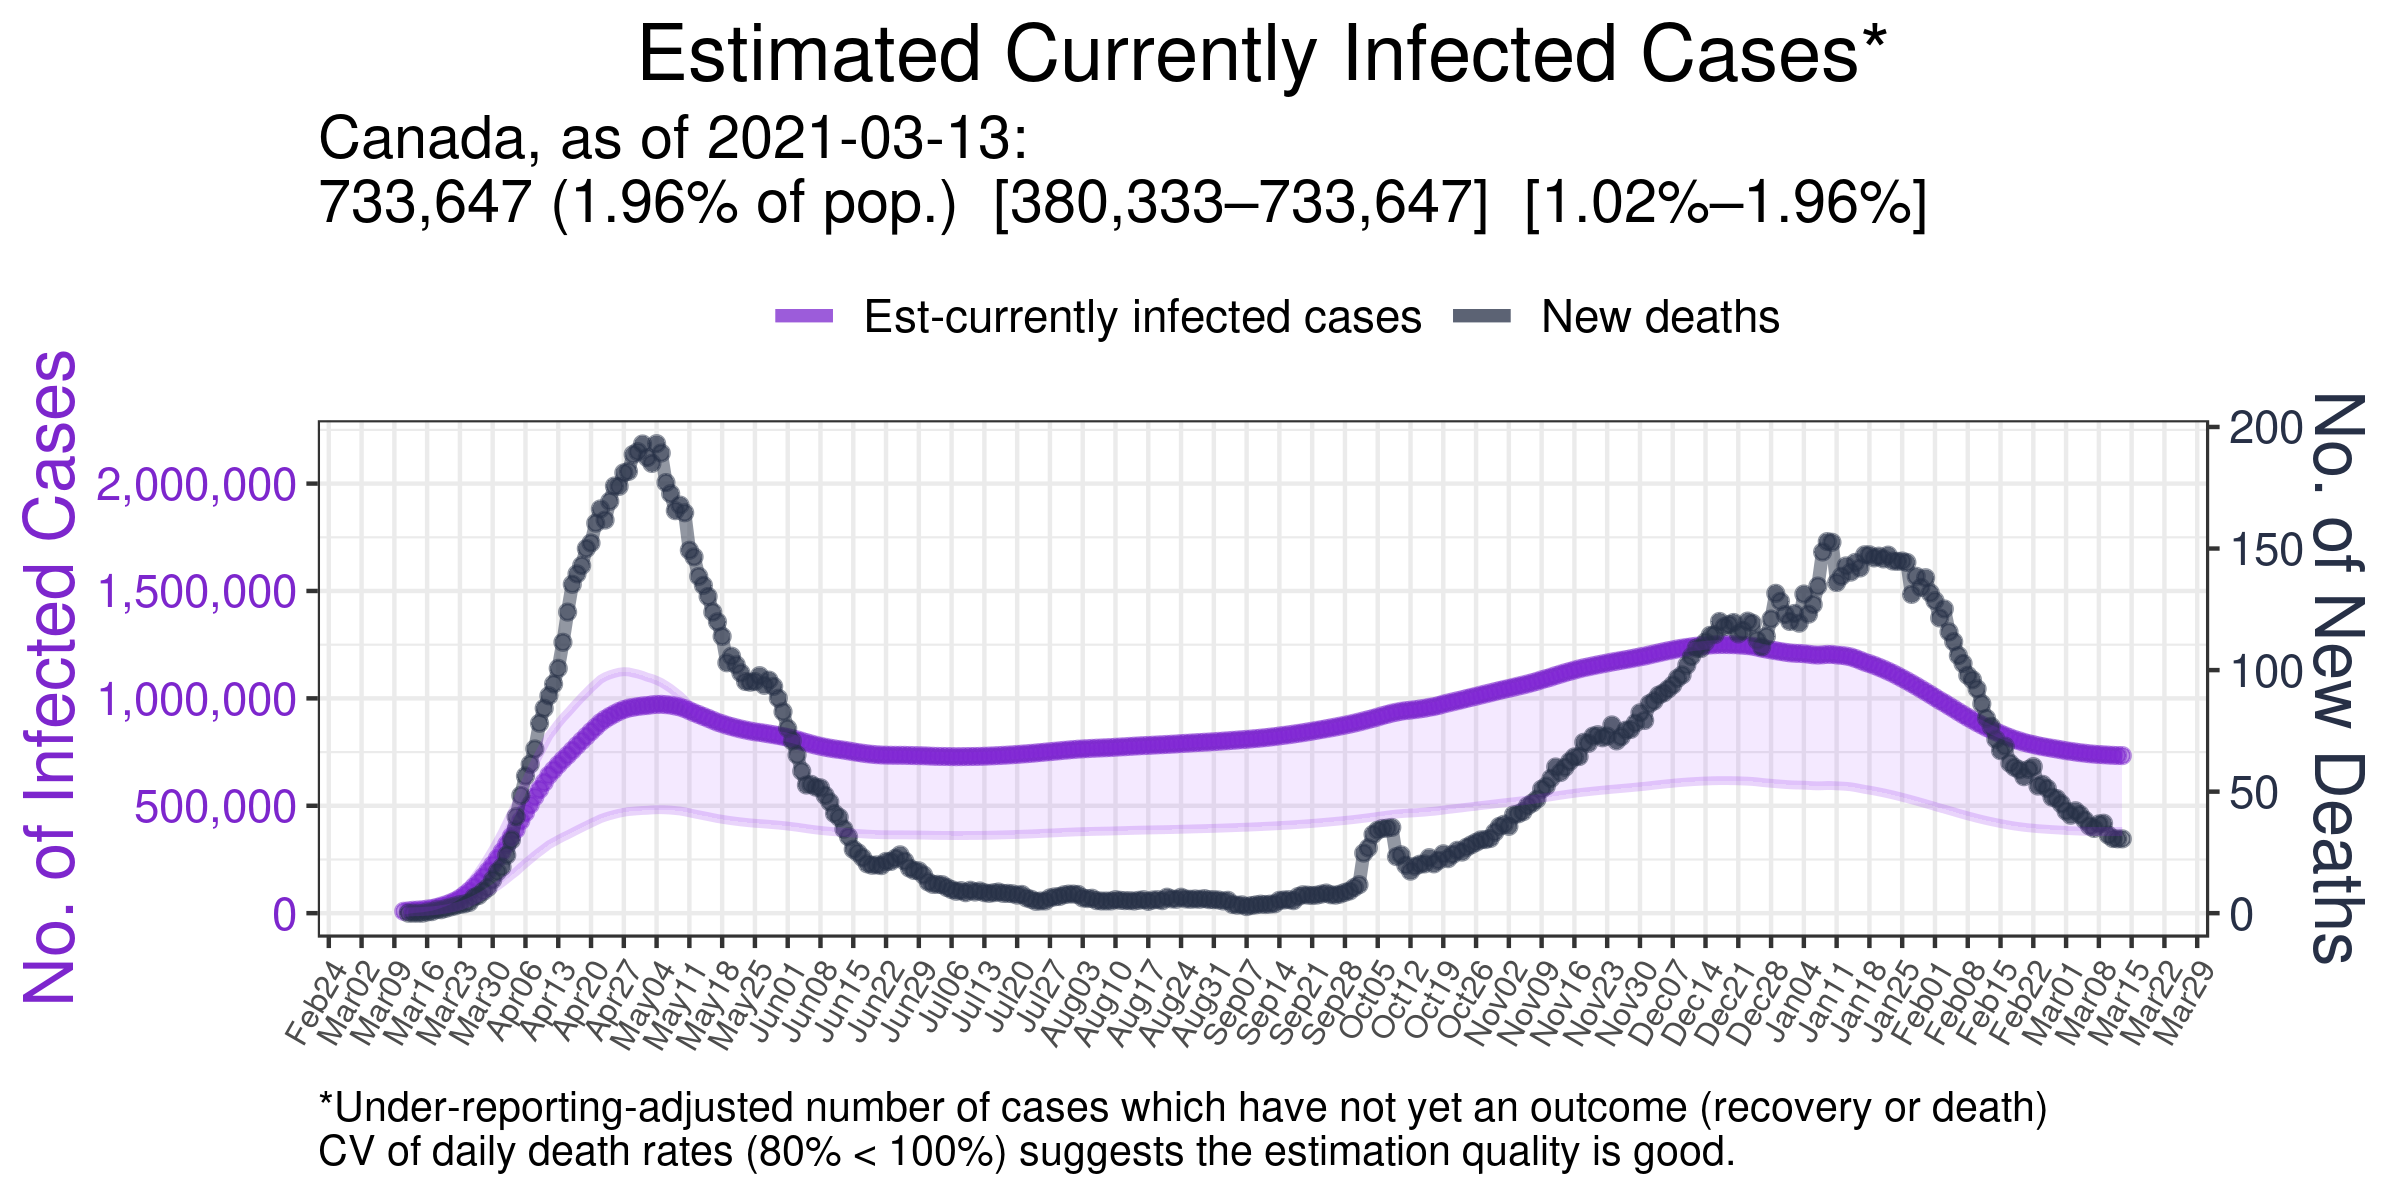 Estimated Currently Infected Cases*
Canada, as of 2021-03-13:
733,647 (1.96% of pop.)  [380,333–733,647]  [1.02%–1.96%]
Est-currently infected cases
New deaths
No. of Infected Cases
2,000,000
1,500,000
1,000,000
500,000
0
200
150
100
50
0
No. of New Deaths
Feb24
Mar02
Mar09
Mar16
Mar23
Mar30
Apr06
Apr13
Apr20
Apr27
May04
May11
May18
May25
Jun01
Jun08
Jun15
Jun22
Jun29
Jul06
Jul13
Jul20
Jul27
Aug03
Aug10
Aug17
Aug24
Aug31
Sep07
Sep14
Sep21
Sep28
Oct05
Oct12
Oct19
Oct26
Nov02
Nov09
Nov16
Nov23
Nov30
Dec07
Dec14
Dec21
Dec28
Jan04
Jan11
Jan18
Jan25
Feb01
Feb08
Feb15
Feb22
Mar01
Mar08
Mar15
Mar22
Mar29
*Under-reporting-adjusted number of cases which have not yet an outcome (recovery or death)
CV of daily death rates (80% < 100%) suggests the estimation quality is good.